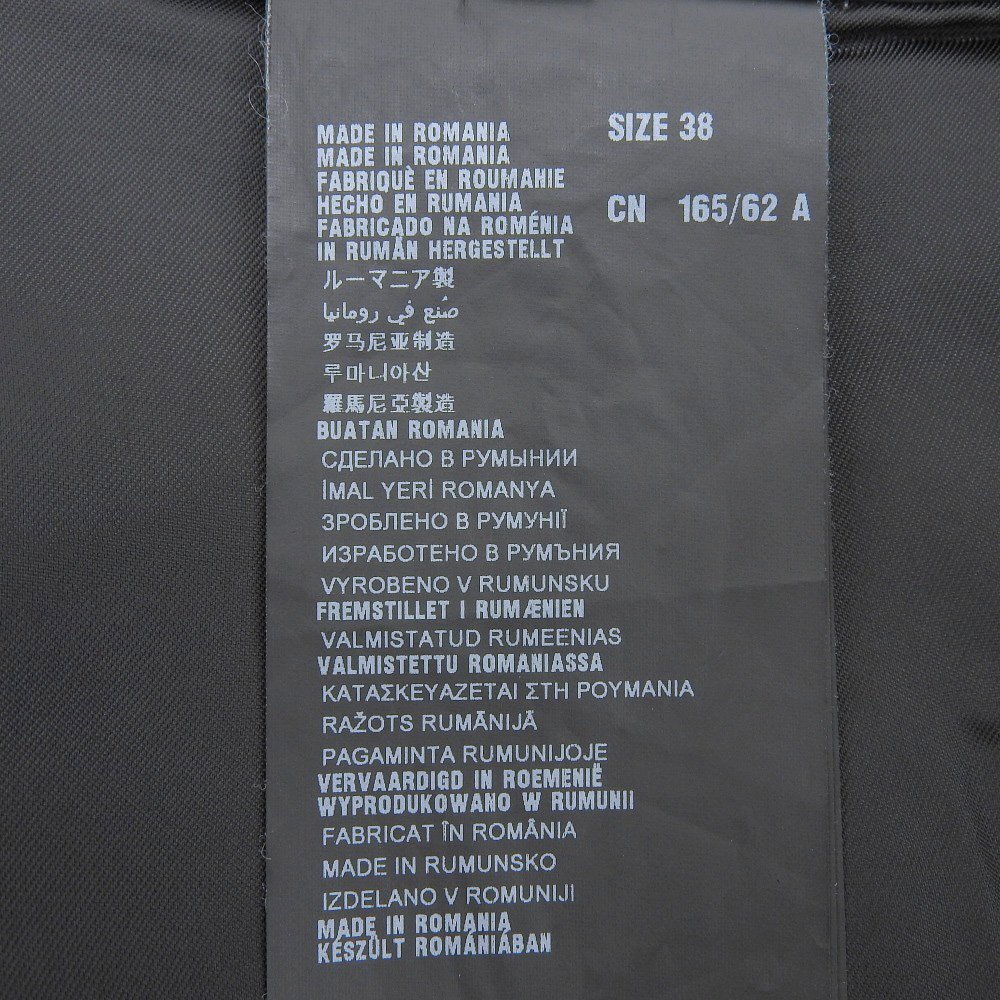 MADE IN ROMANIA
MADE IN ROMANIA
FABRIQUÈ EN ROUMANIE
HECHO EN RUMANIA
FABRICADO NA ROMÉNIA
IN RUMÂN HERGESTELLT
ルーマニア製
صُنع في رومانيا
罗马尼亚制造
루마니아산
羅馬尼亞製造
BUATAN ROMANIA
СДЕЛАНО В РУМЫНИИ
İMAL YERİ ROMANYA
ЗРОБЛЕНО В РУМУНІЇ
ИЗРАБОТЕНО В РУМЪНИЯ
VYROBENO V RUMUNSKU
FREMSTILLET I RUMÆNIEN
VALMISTATUD RUMEENIAS
VALMISTETTU ROMANIASSA
ΚΑΤΑΣΚΕΥΑΖΕΤΑΙ ΣΤΗ ΡΟΥΜΑΝΙΑ
RAŽOTS RUMĀNIJĀ
PAGAMINTA RUMUNIJOJE
VERVAARDIGD IN ROEMENIË
WYPRODUKOWANO W RUMUNII
FABRICAT ÎN ROMÂNIA
MADE IN RUMUNSKO
IZDELANO V ROMUNIJI
MADE IN ROMANIA
KÉSZÜLT ROMÁNIÁBAN
SIZE 38
CN 165/62 A